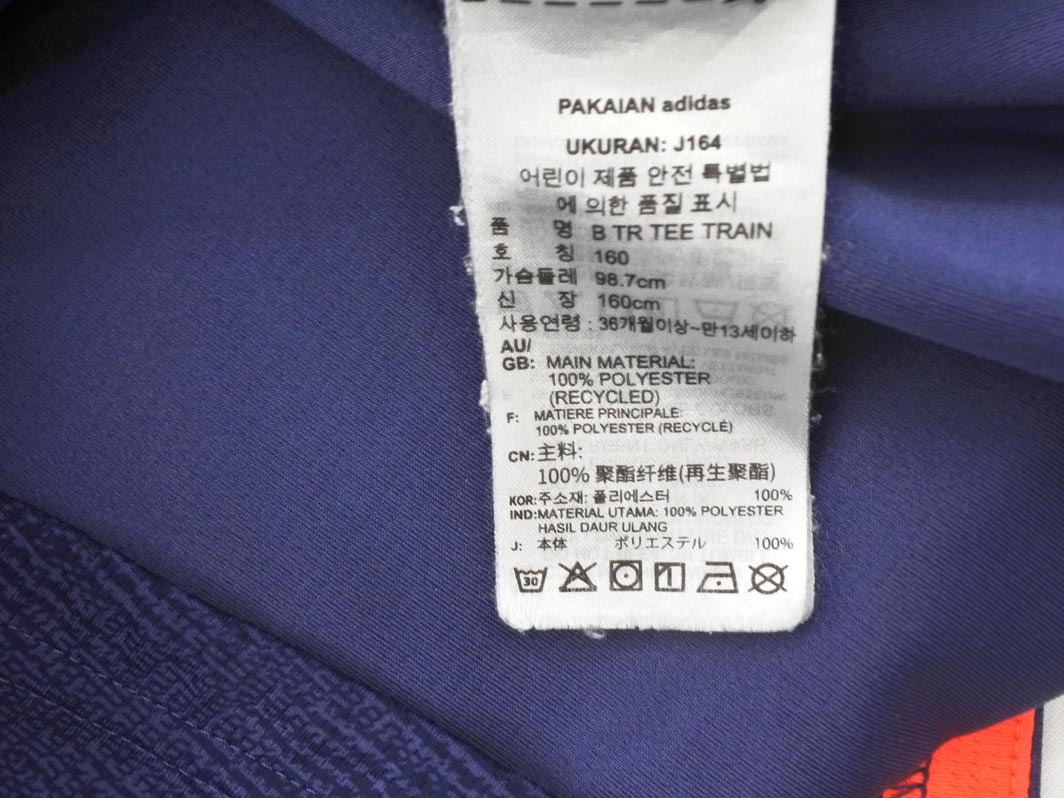 PAKAIAN adidas
UKURAN: J164
어린이 제품 안전 특별법
에 의한 품질 표시
품 명 B TR TEE TRAIN
호 칭 160
가슴둘레 98.7cm
신 장 160cm
사용연령 : 36개월이상~만13세이하
AU/
GB: MAIN MATERIAL:
100% POLYESTER
(RECYCLED)
F: MATIERE PRINCIPALE:
100% POLYESTER (RECYCLÉ)
CN: 主料:
100% 聚酯纤维(再生聚酯)
KOR: 주소재: 폴리에스터 100%
IND: MATERIAL UTAMA: 100% POLYESTER
HASIL DAUR ULANG
J: 本体 ポリエステル 100%
30